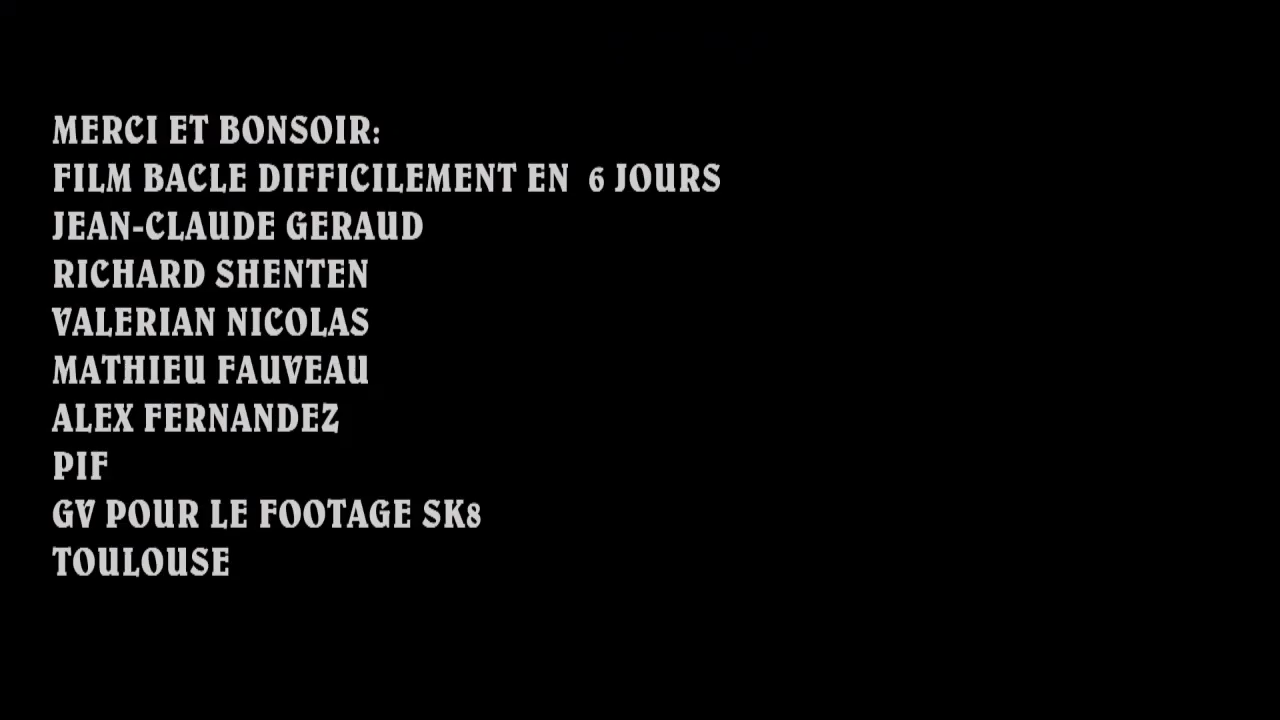 MERCI ET BONSOIR:
FILM BACLE DIFFICILEMENT EN  6 JOURS
JEAN-CLAUDE GERAUD
RICHARD SHENTEN
VALERIAN NICOLAS
MATHIEU FAUVEAU
ALEX FERNANDEZ
PIF
GV POUR LE FOOTAGE SK8
TOULOUSE